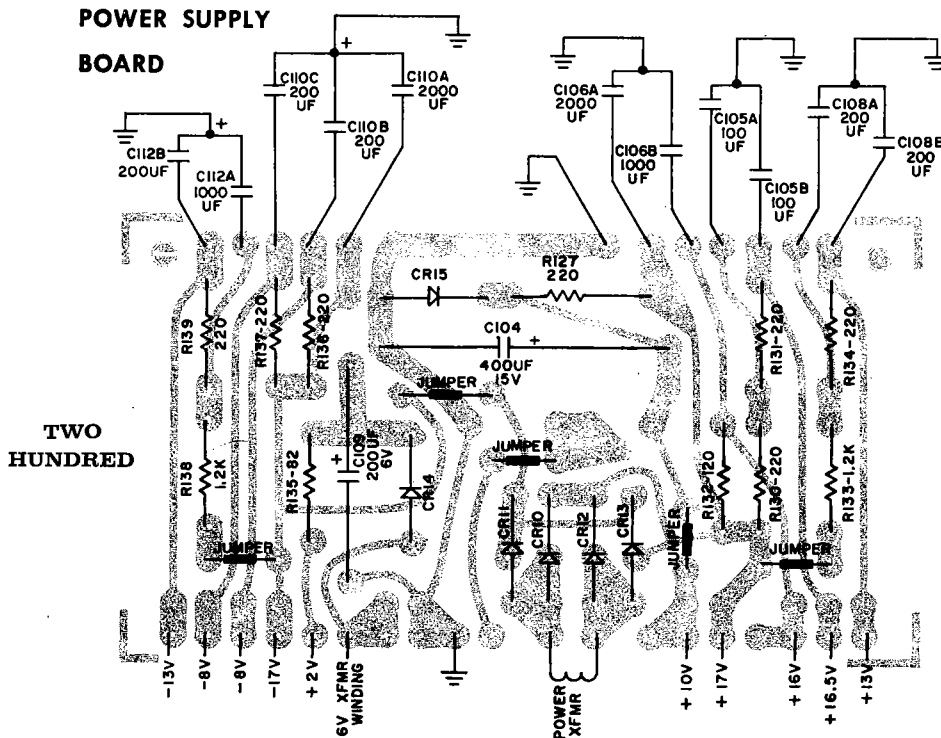 POWER SUPPLY
BOARD
C110C
200
UF
+
C110A
2000
UF
C110B
200
UF
+
C112B
200UF
C112A
1000
UF
C106A
2000
UF
C106B
1000
UF
C105A
100
UF
C105B
100
UF
C108A
200
UF
C108B
200
UF
CR15
R127
220
C104
+
400UF
15V
R139
220
R137-220
R136-220
R131-220
R134-220
JUMPER
TWO
HUNDRED
R138
1.2K
R135-82
+
C109
200UF
6V
CR14
JUMPER
CR11
CR10
CR12
CR13
R132-120
R130-220
R133-1.2K
JUMPER
JUMPER
JUMPER
-13V
-8V
-8V
-17V
+2V
6V XFMR
WINDING
POWER
XFMR
+10V
+17V
+16V
+16.5V
+13V